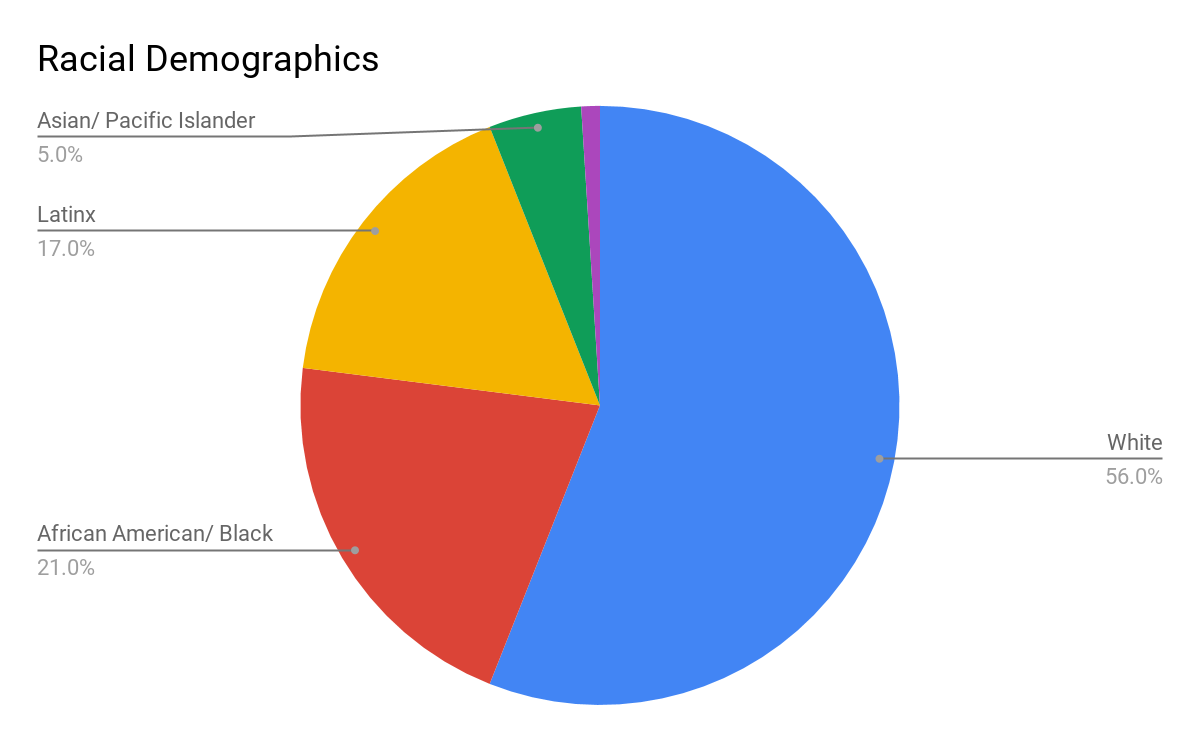 Racial Demographics
Asian/ Pacific Islander
5.0%
Latinx
17.0%
White
56.0%
African American/ Black
21.0%